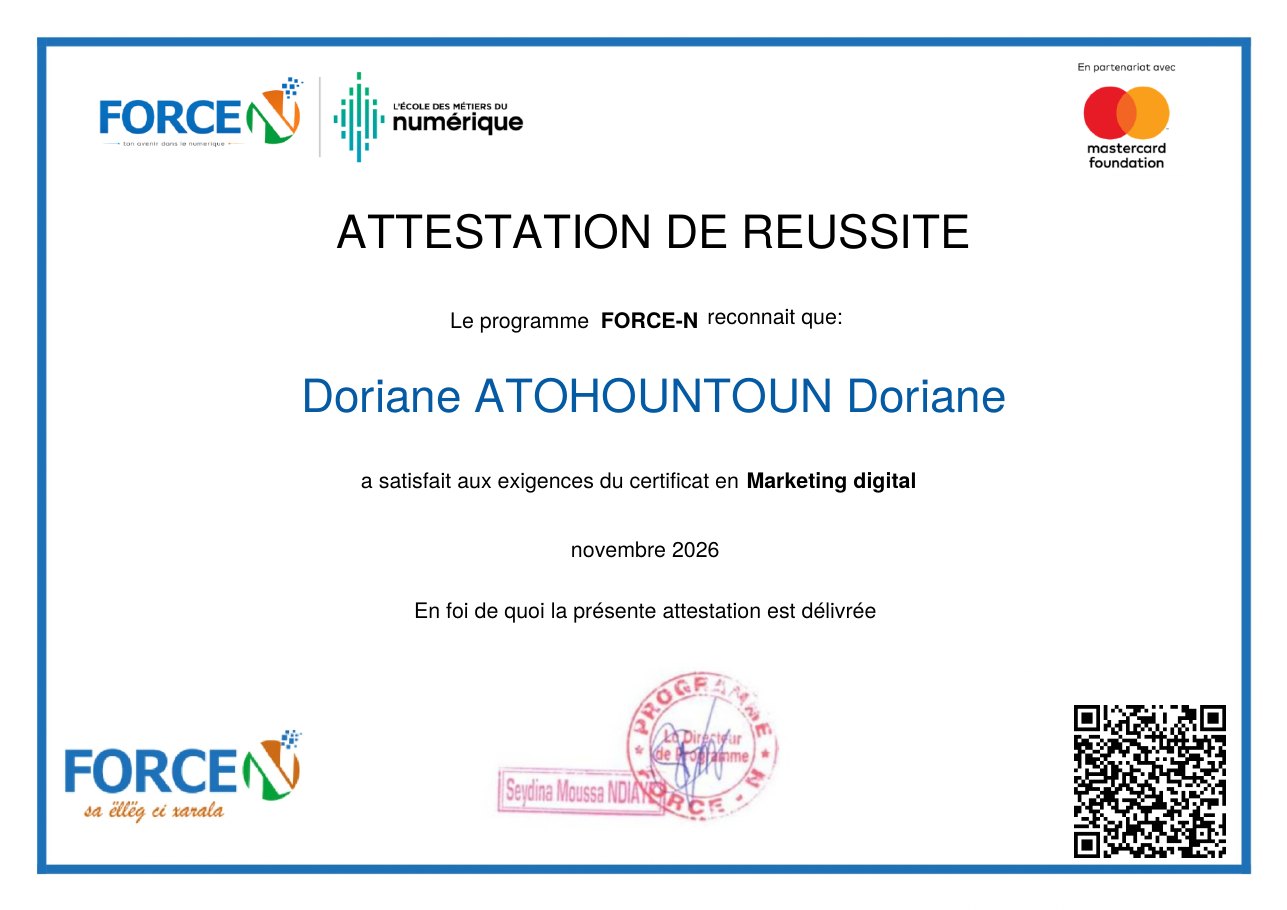 FORCEN
ton avenir dans le numérique
L'ÉCOLE DES MÉTIERS DU
numérique
En partenariat avec
mastercard
foundation
ATTESTATION DE REUSSITE
Le programme FORCE-N reconnait que:
Doriane ATOHOUNTOUN Doriane
a satisfait aux exigences du certificat en Marketing digital
novembre 2026
En foi de quoi la présente attestation est délivrée
PROGRAMME
Le Directeur
de Programme
FORCE - N
Seydina Moussa NDIAYE
FORCEN
sa ëllëg ci xarala